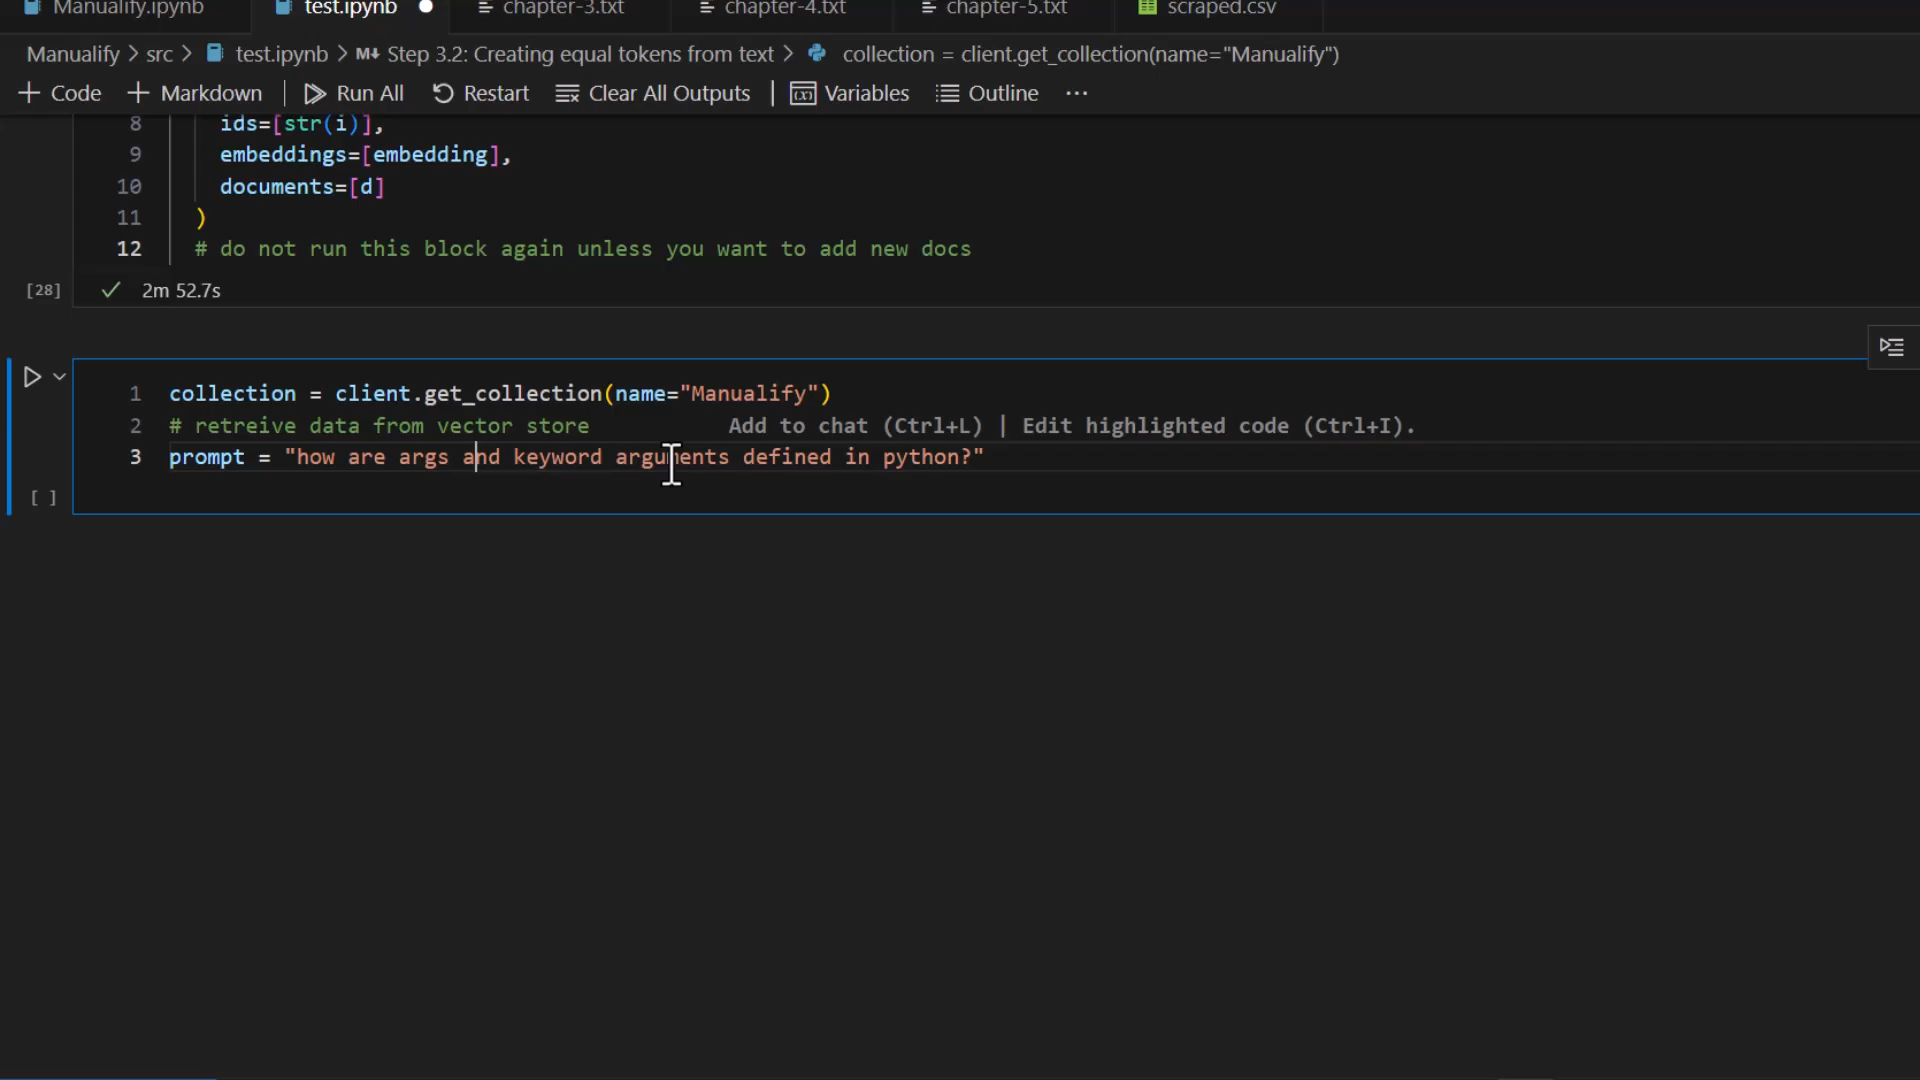 Manualify.ipynb test.ipynb chapter-3.txt chapter-4.txt chapter-5.txt scraped.csv
Manualify > src > test.ipynb > M↓ Step 3.2: Creating equal tokens from text > collection = client.get_collection(name="Manualify")
+ Code + Markdown | Run All Restart Clear All Outputs | Variables Outline ...
8 ids=[str(i)],
9 embeddings=[embedding],
10 documents=[d]
11 )
12 # do not run this block again unless you want to add new docs
[28] ✓ 2m 52.7s
1 collection = client.get_collection(name="Manualify")
2 # retreive data from vector store Add to chat (Ctrl+L) | Edit highlighted code (Ctrl+I).
3 prompt = "how are args and keyword arguments defined in python?"
[ ]